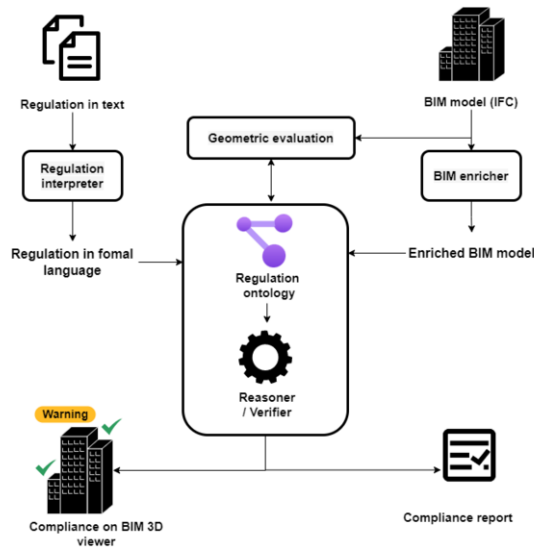 Regulation in text
BIM model (IFC)
Geometric evaluation
Regulation
interpreter
BIM enricher
Regulation in fomal
language
Enriched BIM model
Regulation
ontology
Reasoner
/ Verifier
Warning
Compliance on BIM 3D
viewer
Compliance report